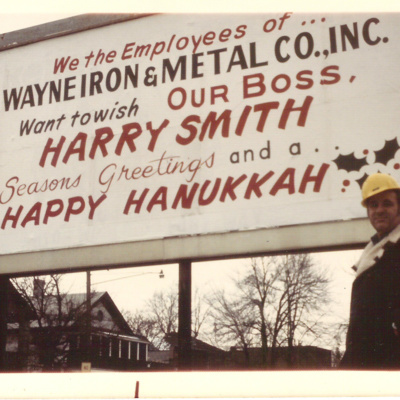 We the Employees of ...
WAYNE IRON & METAL CO., INC.
Want to wish OUR BOSS,
HARRY SMITH
Seasons Greetings and a . .
HAPPY HANUKKAH